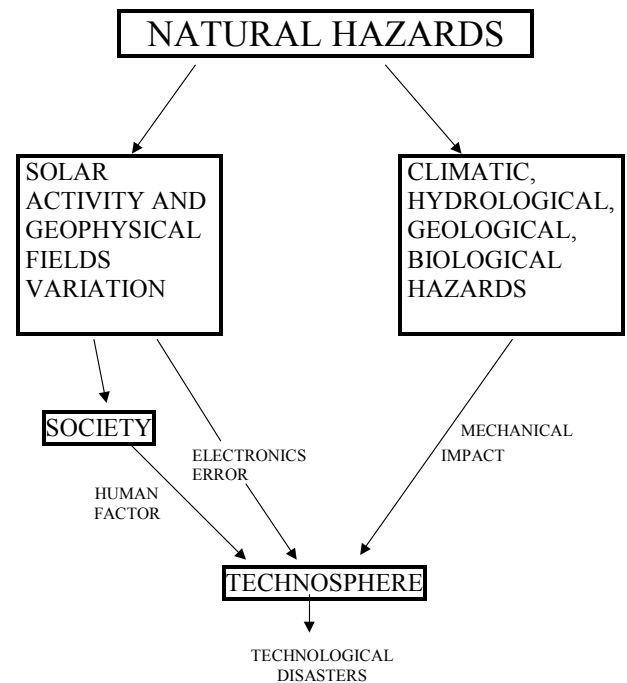 NATURAL HAZARDS
SOLAR
ACTIVITY AND
GEOPHYSICAL
FIELDS
VARIATION
CLIMATIC,
HYDROLOGICAL,
GEOLOGICAL,
BIOLOGICAL
HAZARDS
SOCIETY
ELECTRONICS
ERROR
MECHANICAL
IMPACT
HUMAN
FACTOR
TECHNOSPHERE
TECHNOLOGICAL
DISASTERS